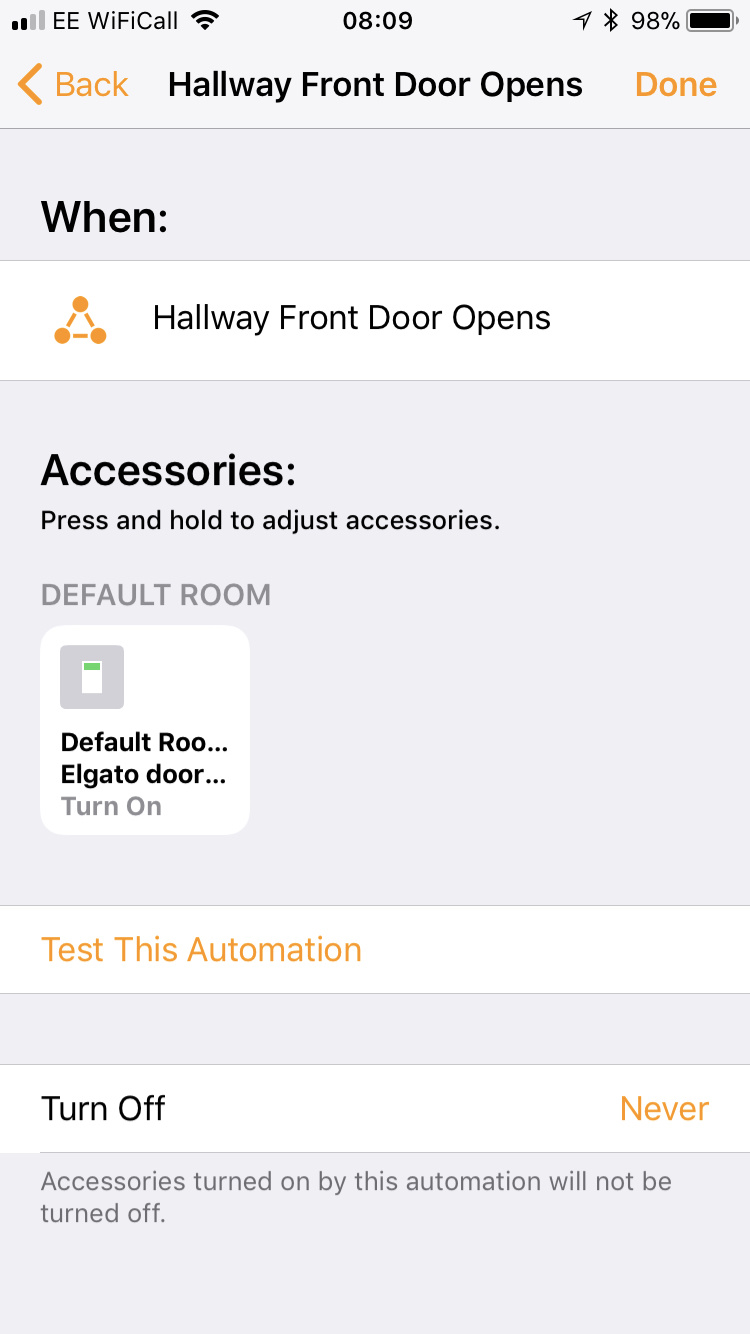 EE WiFiCall 08:09 98%
Back Hallway Front Door Opens Done
When:
Hallway Front Door Opens
Accessories:
Press and hold to adjust accessories.
DEFAULT ROOM
Default Roo...
Elgato door...
Turn On
Test This Automation
Turn Off Never
Accessories turned on by this automation will not be
turned off.